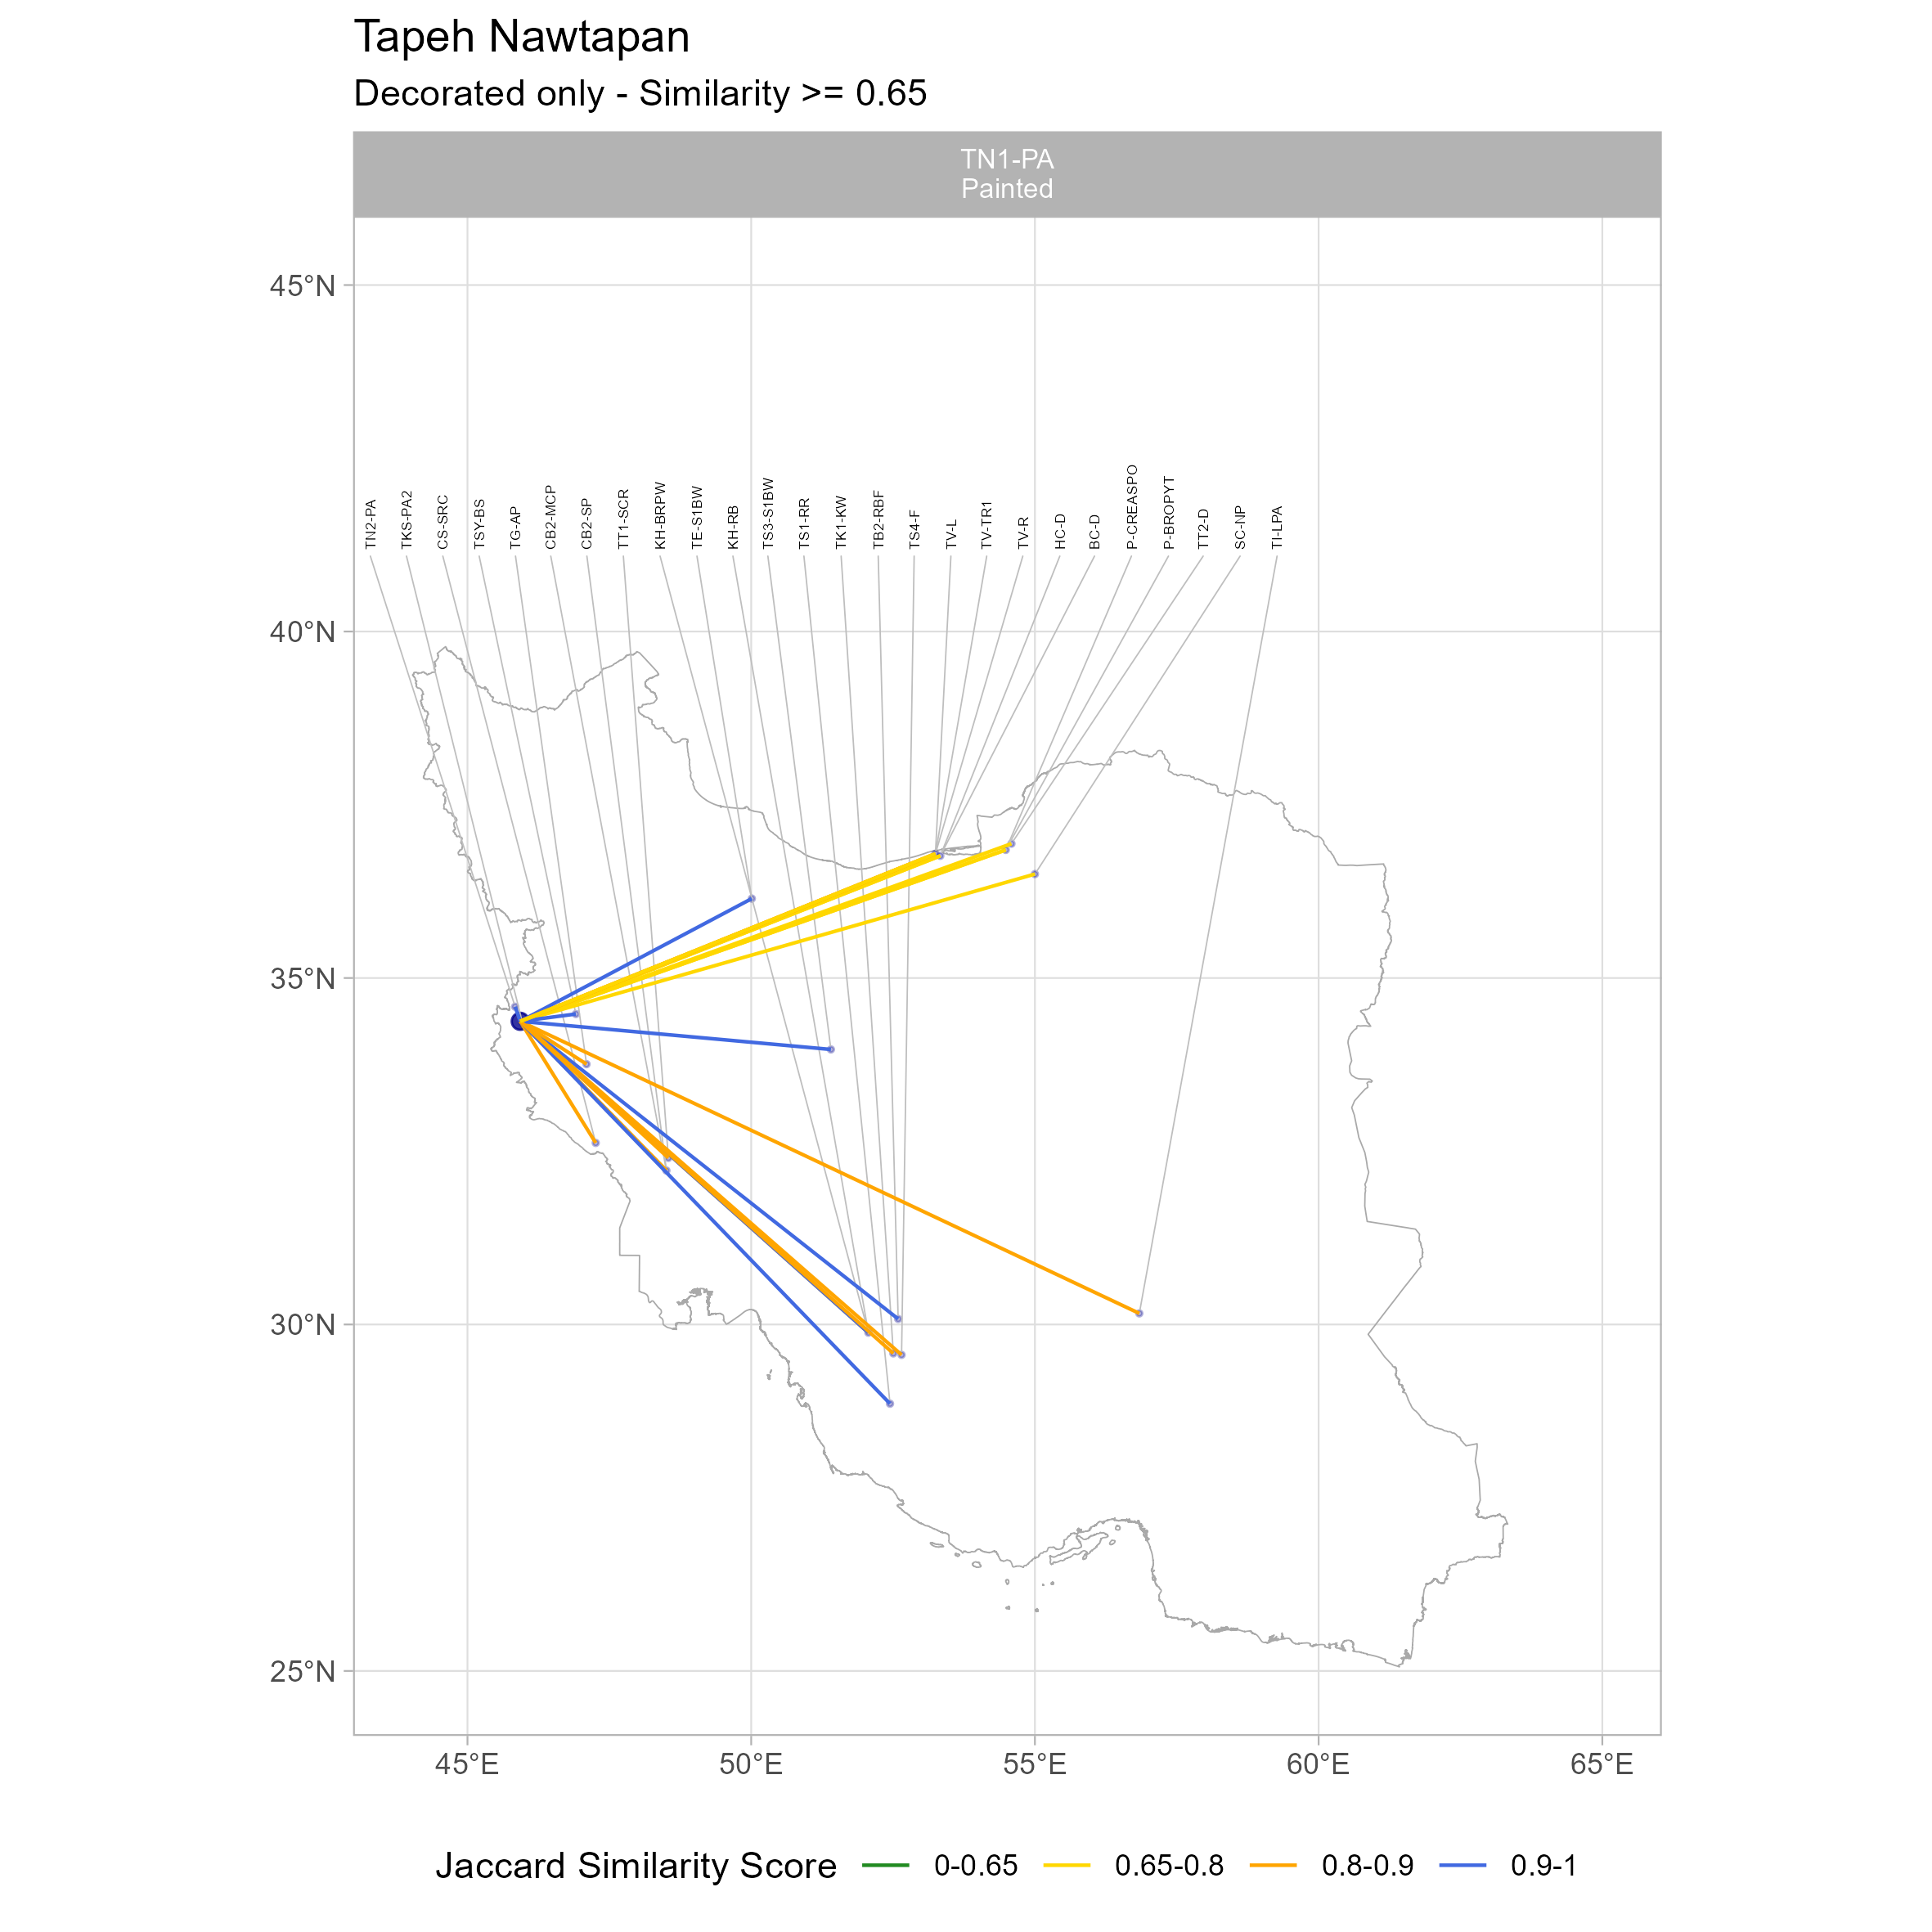 Tapeh Nawtapan
Decorated only - Similarity >= 0.65
TN1-PA
Painted
45°N
40°N
35°N
30°N
25°N
TN2-PA
TKS-PA2
CS-SRC
TSY-BS
TG-AP
CB2-MCP
CB2-SP
TT1-SCR
KH-BRPW
TE-S1BW
KH-RB
TS3-S1BW
TS1-RR
TK1-KW
TB2-RBF
TS4-F
TV-L
TV-TR1
TV-R
HC-D
BC-D
P-CREASPO
P-BROPYT
TT2-D
SC-NP
TI-LPA
45°E 50°E 55°E 60°E 65°E
Jaccard Similarity Score 0-0.65 0.65-0.8 0.8-0.9 0.9-1